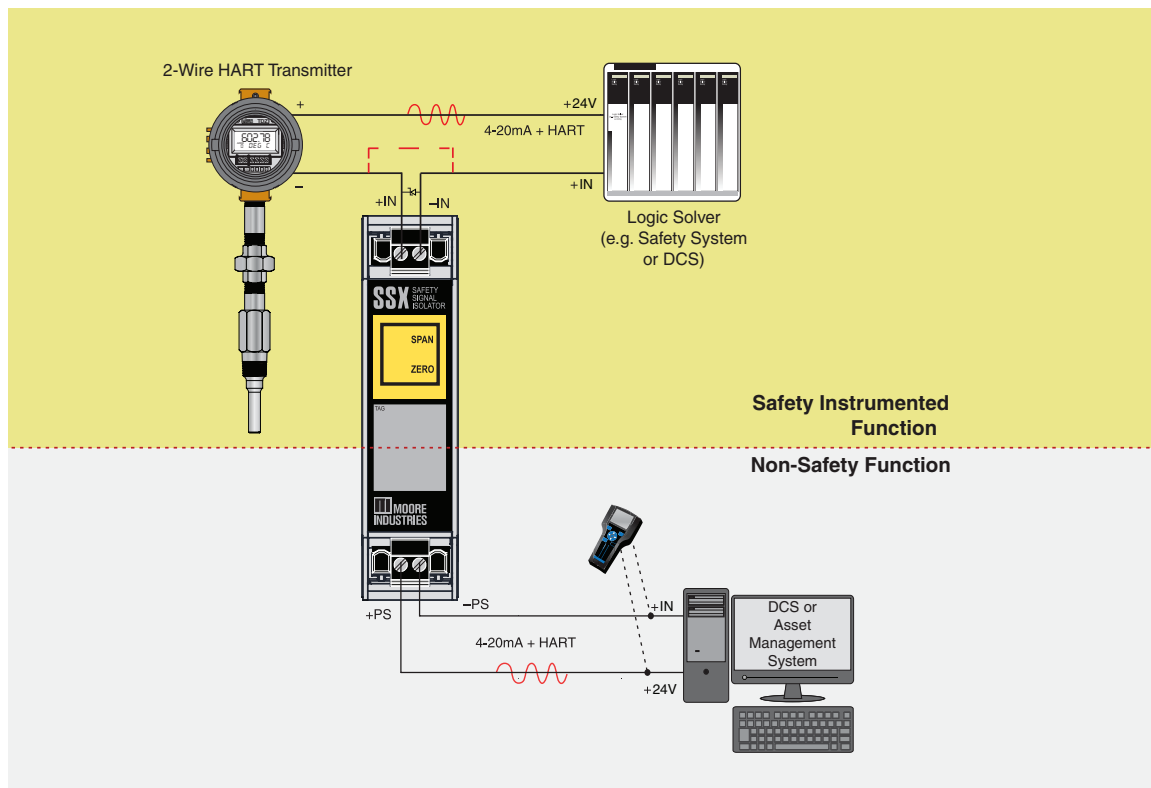 2-Wire HART Transmitter
+
+24V
4-20mA + HART
602.78
DEG C
–
+IN
–IN
+IN
Logic Solver
(e.g. Safety System
or DCS)
SSX
SAFETY
SIGNAL
ISOLATOR
SPAN
ZERO
TAG
Safety Instrumented
Function
Non-Safety Function
MOORE
INDUSTRIES
+PS
–PS
+IN
4-20mA + HART
+24V
DCS or
Asset
Management
System